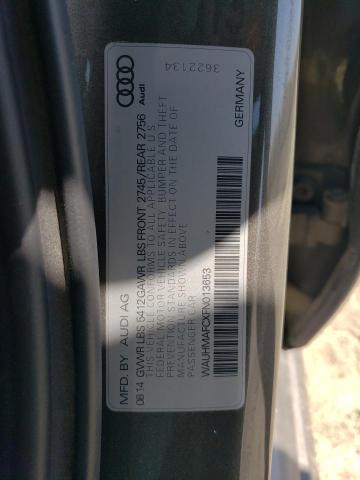 MFD. BY AUDI AG
Audi
08.14 GVWR LBS 5412 GAWR LBS FRONT 2745/REAR 2756
THIS VEHICLE CONFORMS TO ALL APPLICABLE U.S.
FEDERAL MOTOR VEHICLE SAFETY, BUMPER AND THEFT
PREVENTION STANDARDS IN EFFECT ON THE DATE OF
MANUFACTURE SHOWN ABOVE
PASSENGER CAR
WAUHMAFCXFN013653
3622134
GERMANY